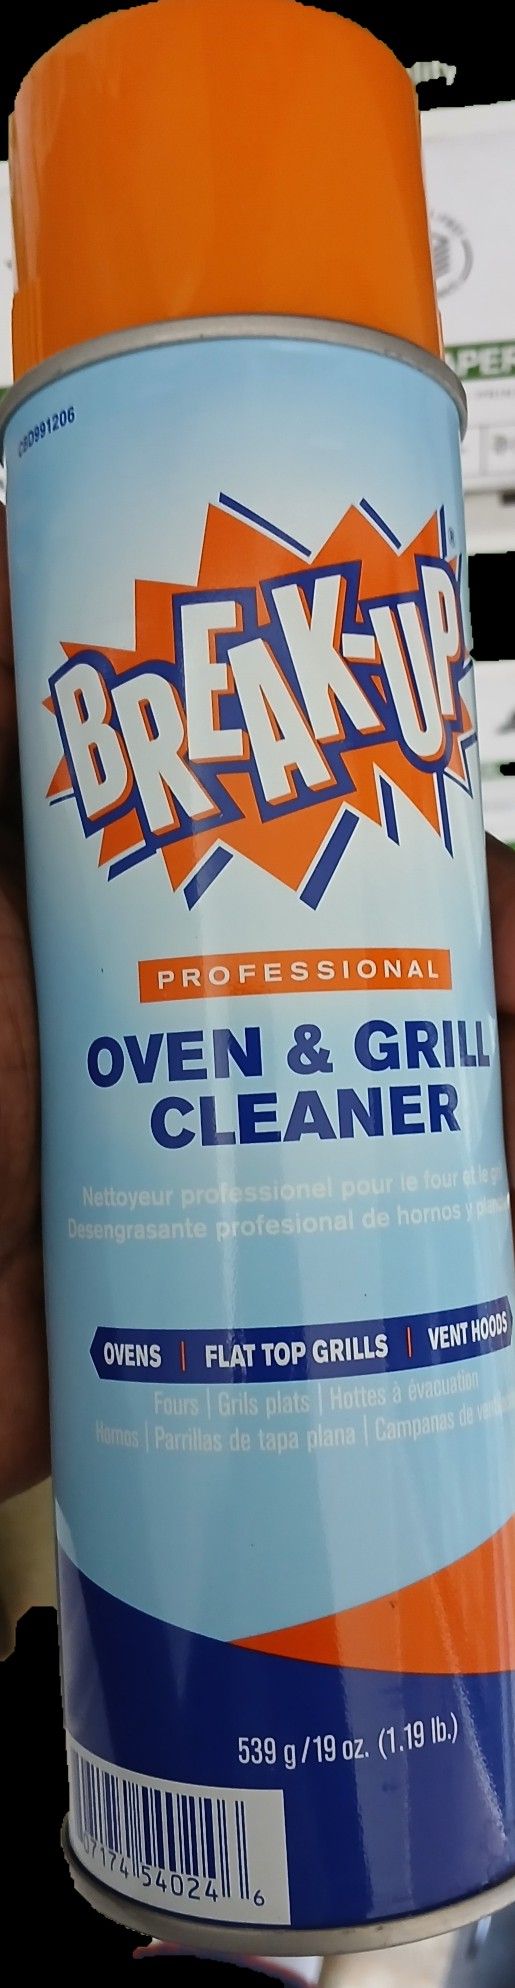 CBD991206
BREAK-UP®
PROFESSIONAL
OVEN & GRILL
CLEANER
Nettoyeur professionel pour le four et le
Desengrasante profesional de hornos y
OVENS | FLAT TOP GRILLS | VENT HOODS
Fours | Grils plats | Hottes à évacuation
Hornos | Parrillas de tapa plana | Campanas de
539 g/19 oz. (1.19 lb.)
07174 54024 6
APER